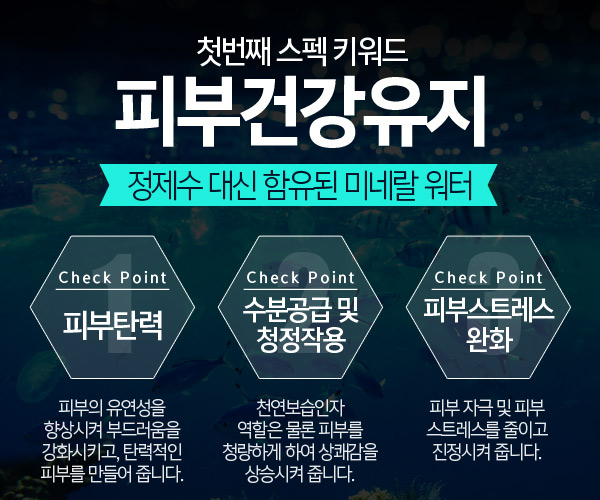 첫번째 스펙 키워드
피부건강유지
정제수 대신 함유된 미네랄 워터
1
Check Point
피부탄력
피부의 유연성을
향상시켜 부드러움을
강화시키고, 탄력적인
피부를 만들어 줍니다.
2
Check Point
수분공급 및
청정작용
천연보습인자
역할은 물론 피부를
청량하게 하여 상쾌감을
상승시켜 줍니다.
3
Check Point
피부스트레스
완화
피부 자극 및 피부
스트레스를 줄이고
진정시켜 줍니다.